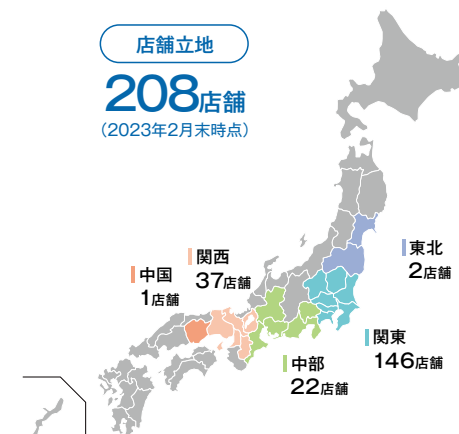 店舗立地
208店舗
（2023年2月末時点）
東北
2店舗
関西
37店舗
中国
1店舗
関東
146店舗
中部
22店舗